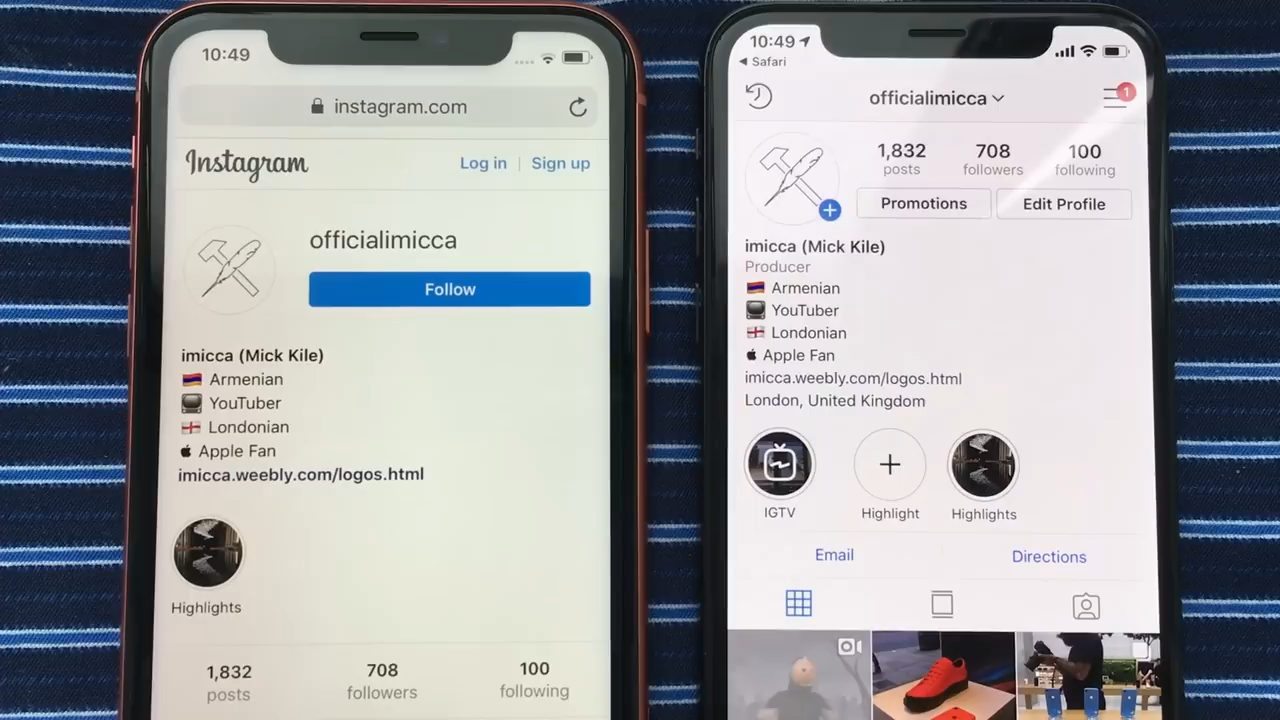 10:49
instagram.com
Instagram
Log in | Sign up
officialimicca
Follow
imicca (Mick Kile)
Armenian
YouTuber
Londonian
Apple Fan
imicca.weebly.com/logos.html
Highlights
1,832 708 100
posts followers following
10:49
Safari
officialimicca
1
1,832 708 100
posts followers following
Promotions Edit Profile
imicca (Mick Kile)
Producer
Armenian
YouTuber
Londonian
Apple Fan
imicca.weebly.com/logos.html
London, United Kingdom
IGTV Highlight Highlights
Email Directions